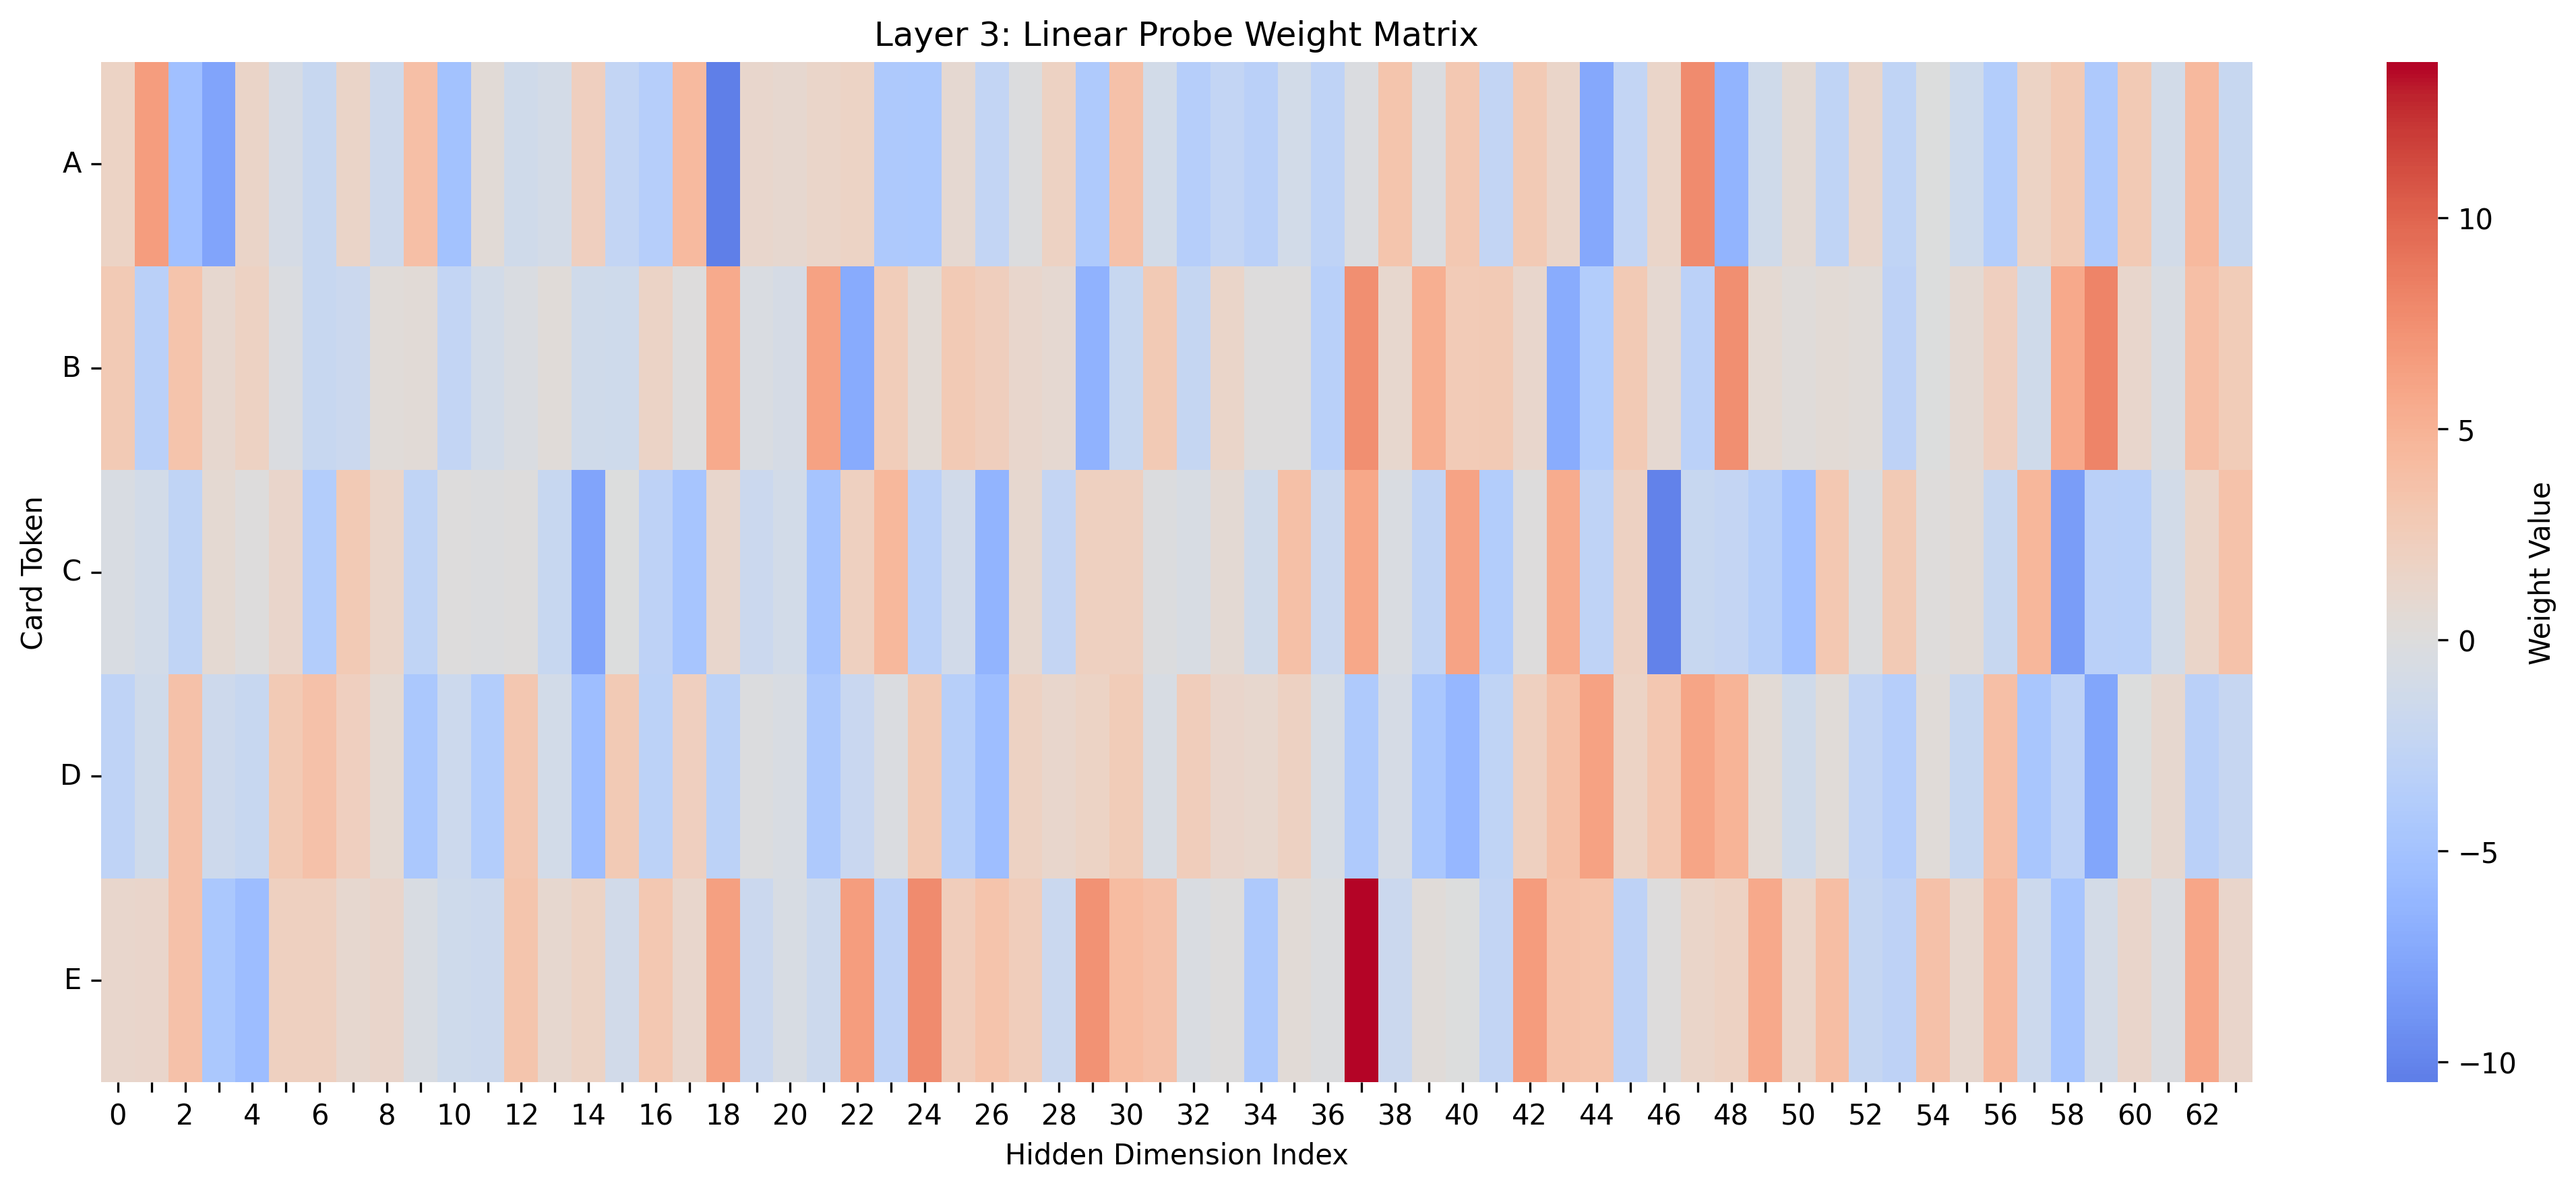 Layer 3: Linear Probe Weight Matrix
Card Token
A
B
C
D
E
0 2 4 6 8 10 12 14 16 18 20 22 24 26 28 30 32 34 36 38 40 42 44 46 48 50 52 54 56 58 60 62
Hidden Dimension Index
10
5
0
−5
−10
Weight Value